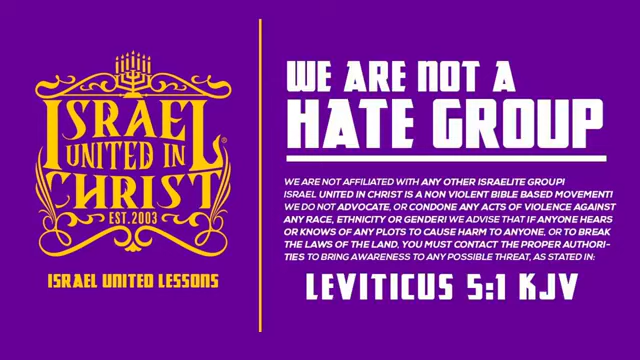 ISRAEL
UNITED IN
CHRIST
EST. 2003
ISRAEL UNITED LESSONS
WE ARE NOT A
HATE GROUP
WE ARE NOT AFFILIATED WITH ANY OTHER ISRAELITE GROUP!
ISRAEL UNITED IN CHRIST IS A NON VIOLENT BIBLE BASED MOVEMENT!
WE DO NOT ADVOCATE, OR CONDONE ANY ACTS OF VIOLENCE AGAINST
ANY RACE, ETHNICITY OR GENDER! WE ADVISE THAT IF ANYONE HEARS
OR KNOWS OF ANY PLOTS TO CAUSE HARM TO ANYONE, OR TO BREAK
THE LAWS OF THE LAND, YOU MUST CONTACT THE PROPER AUTHORI-
TIES TO BRING AWARENESS TO ANY POSSIBLE THREAT, AS STATED IN:
LEVITICUS 5:1 KJV